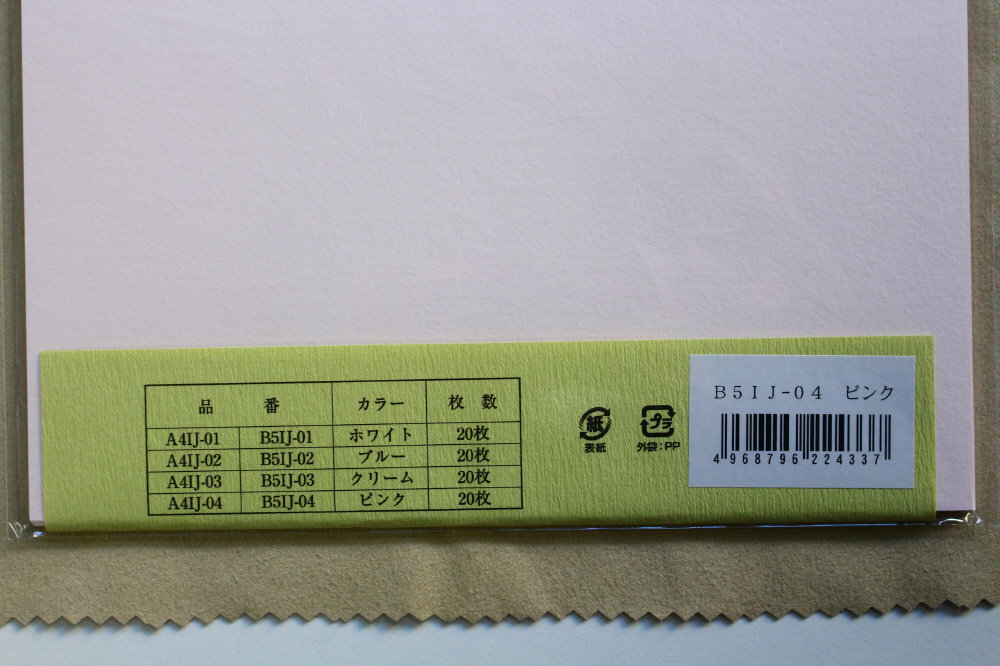 品 番 カラー 枚 数
A4IJ-01 B5IJ-01 ホワイト 20枚
A4IJ-02 B5IJ-02 ブルー 20枚
A4IJ-03 B5IJ-03 クリーム 20枚
A4IJ-04 B5IJ-04 ピンク 20枚
紙
表紙
プラ
外袋:PP
B5IJ-04 ピンク
4968796224337